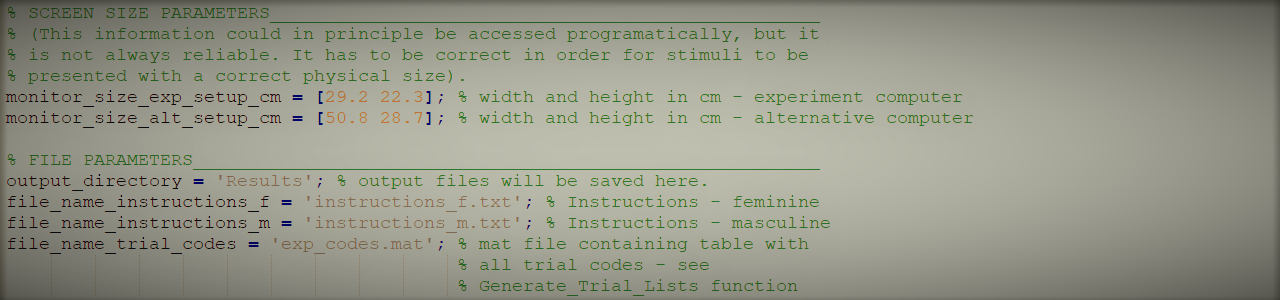 % SCREEN SIZE PARAMETERS__________________________________________________
% (This information could in principle be accessed programatically, but it
% is not always reliable. It has to be correct in order for stimuli to be
% presented with a correct physical size).
monitor_size_exp_setup_cm = [29.2 22.3]; % width and height in cm - experiment computer
monitor_size_alt_setup_cm = [50.8 28.7]; % width and height in cm - alternative computer
% FILE PARAMETERS_________________________________________________________
output_directory = 'Results'; % output files will be saved here.
file_name_instructions_f = 'instructions_f.txt'; % Instructions - feminine
file_name_instructions_m = 'instructions_m.txt'; % Instructions - masculine
file_name_trial_codes = 'exp_codes.mat'; % mat file containing table with
% all trial codes - see
% Generate_Trial_Lists function